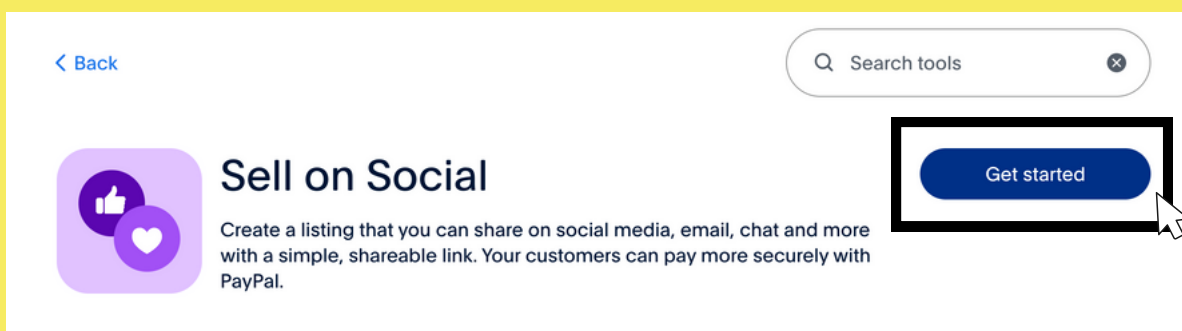 Back
Search tools
Sell on Social
Get started
Create a listing that you can share on social media, email, chat and more
with a simple, shareable link. Your customers can pay more securely with
PayPal.